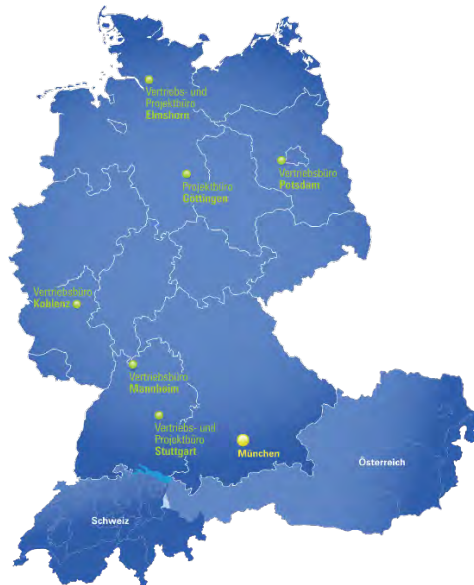 Vertriebs- und
Projektbüro
Elmshorn
Projektbüro
Göttingen
Vertriebsbüro
Potsdam
Vertriebsbüro
Koblenz
Vertriebsbüro
Mannheim
Vertriebs- und
Projektbüro
Stuttgart
München
Österreich
Schweiz